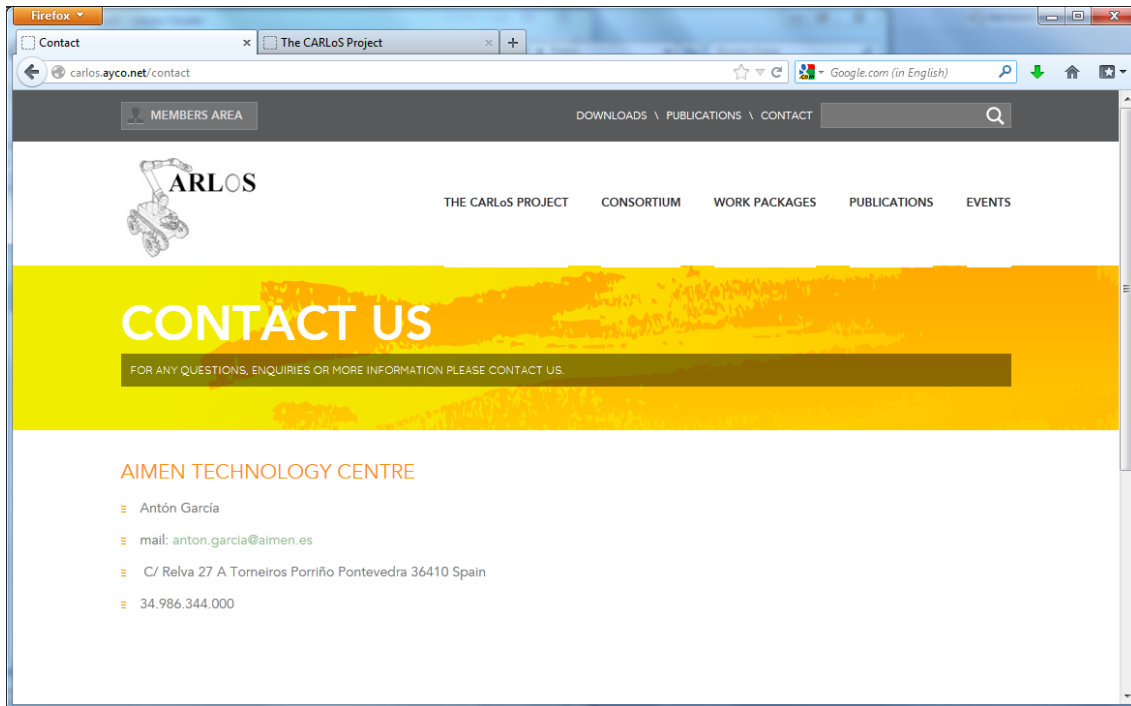 Firefox
Contact
The CARLoS Project
carlos.ayco.net/contact
Google.com (in English)
MEMBERS AREA
DOWNLOADS \ PUBLICATIONS \ CONTACT
ARLOS
THE CARLoS PROJECT CONSORTIUM WORK PACKAGES PUBLICATIONS EVENTS
CONTACT US
FOR ANY QUESTIONS, ENQUIRIES OR MORE INFORMATION PLEASE CONTACT US.
AIMEN TECHNOLOGY CENTRE
Antón García
mail: anton.garcia@aimen.es
C/ Relva 27 A Torneiros Porriño Pontevedra 36410 Spain
34.986.344.000